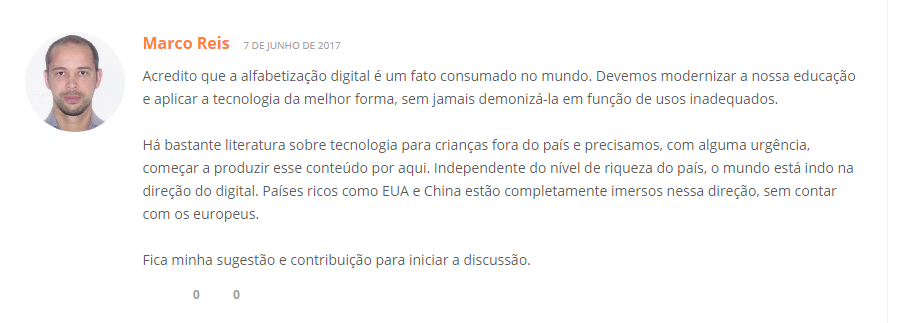 Marco Reis 7 DE JUNHO DE 2017
Acredito que a alfabetização digital é um fato consumado no mundo. Devemos modernizar a nossa educação
e aplicar a tecnologia da melhor forma, sem jamais demonizá-la em função de usos inadequados.
Há bastante literatura sobre tecnologia para crianças fora do país e precisamos, com alguma urgência,
começar a produzir esse conteúdo por aqui. Independente do nível de riqueza do país, o mundo está indo na
direção do digital. Países ricos como EUA e China estão completamente imersos nessa direção, sem contar
com os europeus.
Fica minha sugestão e contribuição para iniciar a discussão.
0 0